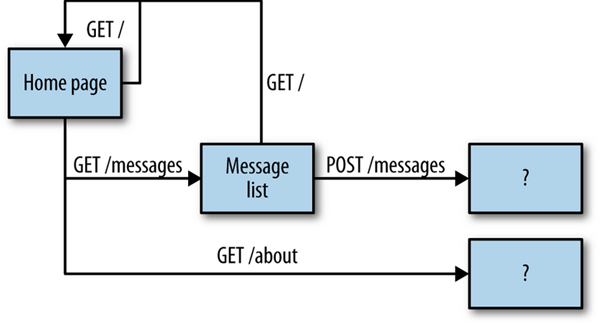 GET /
Home page
GET /
GET /messages
Message
list
POST /messages
?
GET /about
?